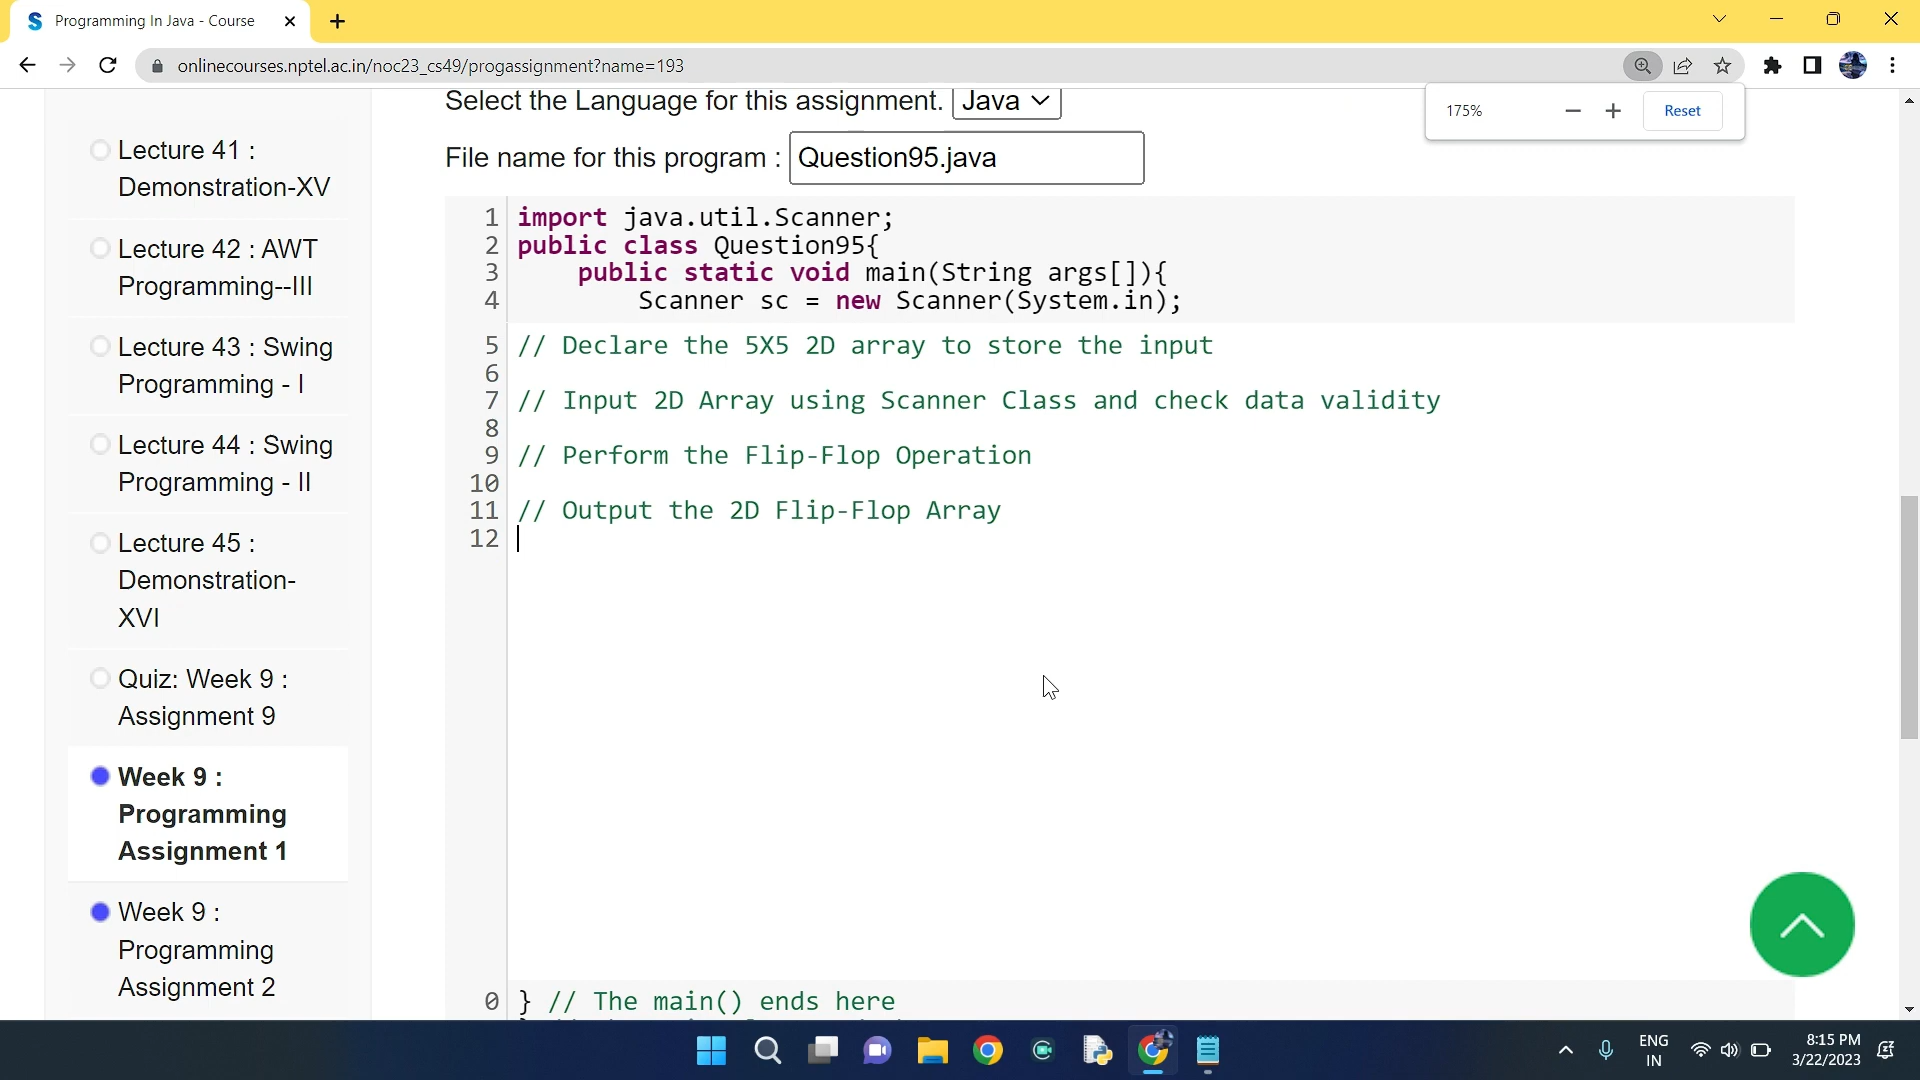 Programming In Java - Course
onlinecourses.nptel.ac.in/noc23_cs49/progassignment?name=193
175%
Reset
Lecture 41 :
Demonstration-XV
Lecture 42 : AWT
Programming--III
Lecture 43 : Swing
Programming - I
Lecture 44 : Swing
Programming - II
Lecture 45 :
Demonstration-
XVI
Quiz: Week 9 :
Assignment 9
Week 9 :
Programming
Assignment 1
Week 9 :
Programming
Assignment 2
Select the Language for this assignment. Java
File name for this program : Question95.java
1 import java.util.Scanner;
2 public class Question95{
3 public static void main(String args[]){
4 Scanner sc = new Scanner(System.in);
5 // Declare the 5X5 2D array to store the input
6
7 // Input 2D Array using Scanner Class and check data validity
8
9 // Perform the Flip-Flop Operation
10
11 // Output the 2D Flip-Flop Array
12
0 } // The main() ends here
ENG
IN
8:15 PM
3/22/2023